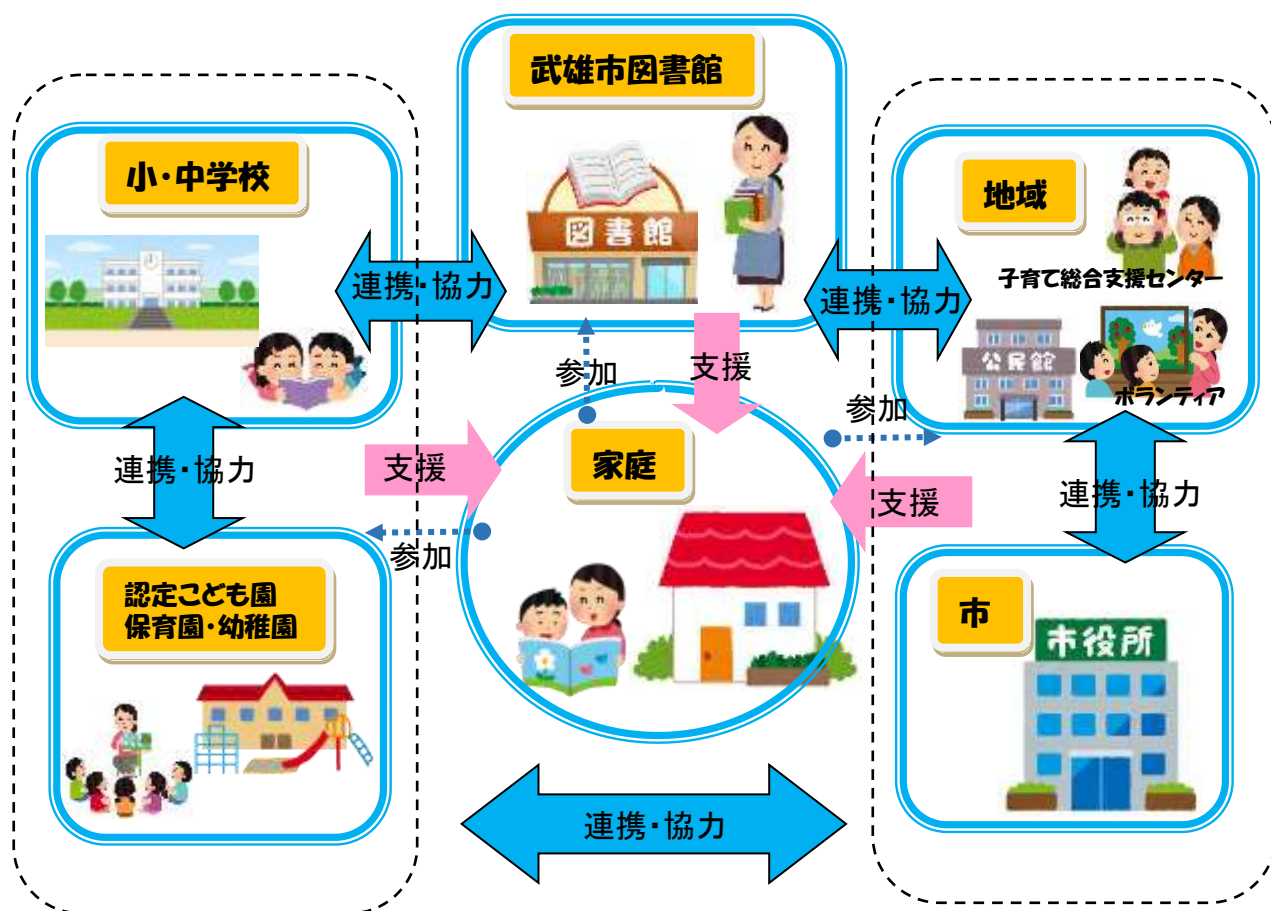 武雄市図書館
図書館
小・中学校
地域
子育て総合支援センター
公民館
ボランティア
連携・協力
連携・協力
参加
支援
参加
連携・協力
支援
家庭
支援
連携・協力
参加
認定こども園
保育園・幼稚園
市
市役所
連携・協力